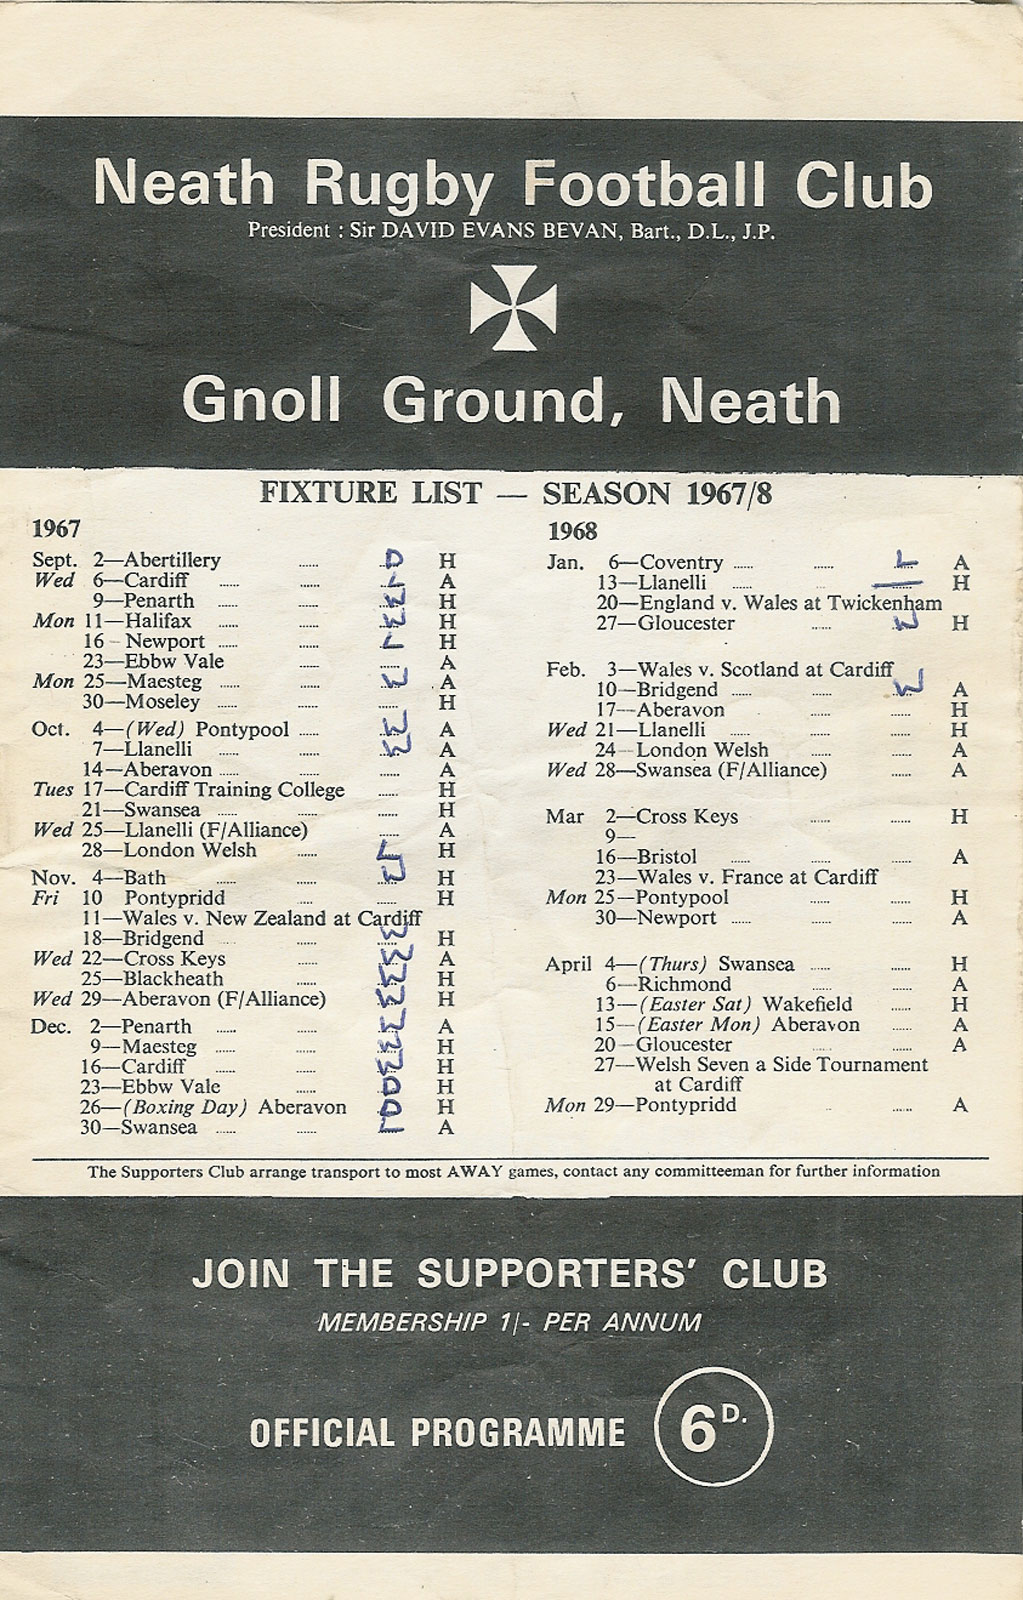 Neath Rugby Football Club
President : Sir DAVID EVANS BEVAN, Bart., D.L., J.P.
Gnoll Ground, Neath
FIXTURE LIST — SEASON 1967/8
1967
Sept. 2—Abertillery ...... D H
Wed 6—Cardiff ...... ...... A
9—Penarth ...... W H
Mon 11—Halifax ...... W H
16 - Newport ...... L H
23—Ebbw Vale ...... ...... A
Mon 25—Maesteg ...... W A
30—Moseley ...... ...... H
Oct. 4—(Wed) Pontypool ...... W A
7—Llanelli ...... W A
14—Aberavon ...... ...... A
Tues 17—Cardiff Training College ...... H
21—Swansea ...... ...... H
Wed 25—Llanelli (F/Alliance) ...... A
28—London Welsh ...... L H
Nov. 4—Bath ...... ...... W H
Fri 10 Pontypridd ...... ...... H
11—Wales v. New Zealand at Cardiff
18—Bridgend ...... W H
Wed 22—Cross Keys ...... W A
25—Blackheath ...... W H
Wed 29—Aberavon (F/Alliance) W H
Dec. 2—Penarth ...... ...... W A
9—Maesteg ...... ...... W H
16—Cardiff ...... ...... W H
23—Ebbw Vale ...... D H
26—(Boxing Day) Aberavon D H
30—Swansea ...... ...... L A
1968
Jan. 6—Coventry ...... ...... L A
13—Llanelli ...... — H
20—England v. Wales at Twickenham
27—Gloucester ...... W H
Feb. 3—Wales v. Scotland at Cardiff
10—Bridgend ...... ...... W A
17—Aberavon ...... ...... H
Wed 21—Llanelli ...... ...... H
24—London Welsh ...... ...... A
Wed 28—Swansea (F/Alliance) ...... A
Mar 2—Cross Keys ...... ...... H
9—
16—Bristol ...... ...... ...... A
23—Wales v. France at Cardiff
Mon 25—Pontypool ...... ...... H
30—Newport ...... ...... ...... A
April 4—(Thurs) Swansea ...... ...... H
6—Richmond ...... ...... A
13—(Easter Sat) Wakefield ...... H
15—(Easter Mon) Aberavon ...... A
20—Gloucester ...... ...... A
27—Welsh Seven a Side Tournament
at Cardiff
Mon 29—Pontypridd ...... A
The Supporters Club arrange transport to most AWAY games, contact any committeeman for further information
JOIN THE SUPPORTERS' CLUB
MEMBERSHIP 1/- PER ANNUM
OFFICIAL PROGRAMME 6D.